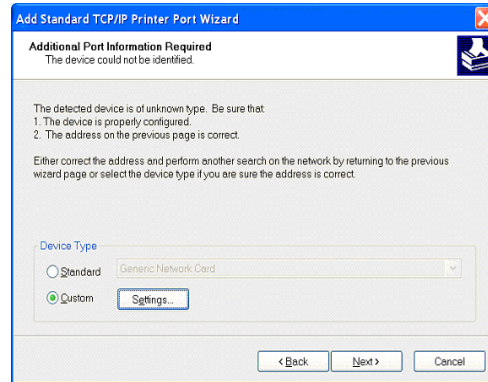 Add Standard TCP/IP Printer Port Wizard
Additional Port Information Required
The device could not be identified.
The detected device is of unknown type. Be sure that:
1. The device is properly configured.
2. The address on the previous page is correct.
Either correct the address and perform another search on the network by returning to the previous
wizard page or select the device type if you are sure the address is correct.
Device Type
Standard Generic Network Card
Custom Settings...
< Back Next > Cancel